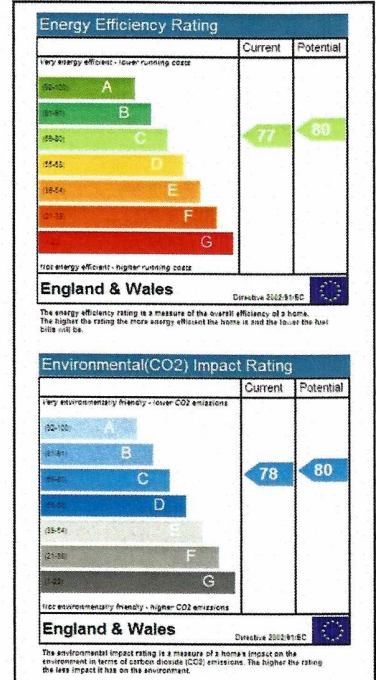 Energy Efficiency Rating
Current Potential
Very energy efficient - lower running costs
(92-100) A
(81-91) B
(69-80) C
77 80
(55-68) D
(39-54) E
(21-38) F
G
Not energy efficient - higher running costs
England & Wales
Directive 2002/91/EC
The energy efficiency rating is a measure of the overall efficiency of a home.
The higher the rating the more energy efficient the home is and the lower the fuel
bills will be.
Environmental(CO2) Impact Rating
Current Potential
Very environmentally friendly - lower CO2 emissions
(92-100) A
(81-91) B
(69-80) C
78 80
D
(39-54) E
(21-38) F
(1-20) G
Not environmentally friendly - higher CO2 emissions
England & Wales
Directive 2002/91/EC
The environmental impact rating is a measure of a home's impact on the
environment in terms of carbon dioxide (CO2) emissions. The higher the rating
the less impact it has on the environment.